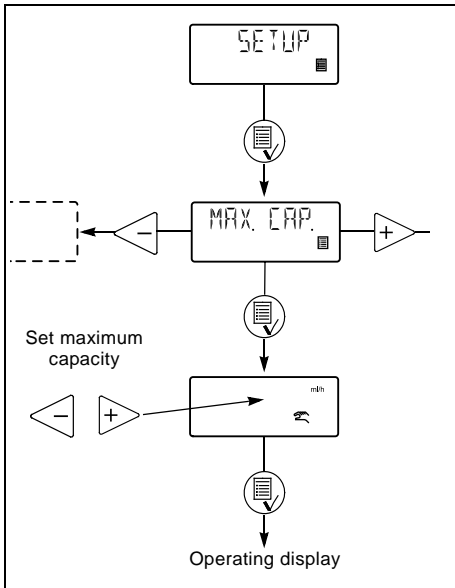 SETUP
MAX. CAP.
Set maximum
capacity
ml/h
Operating display